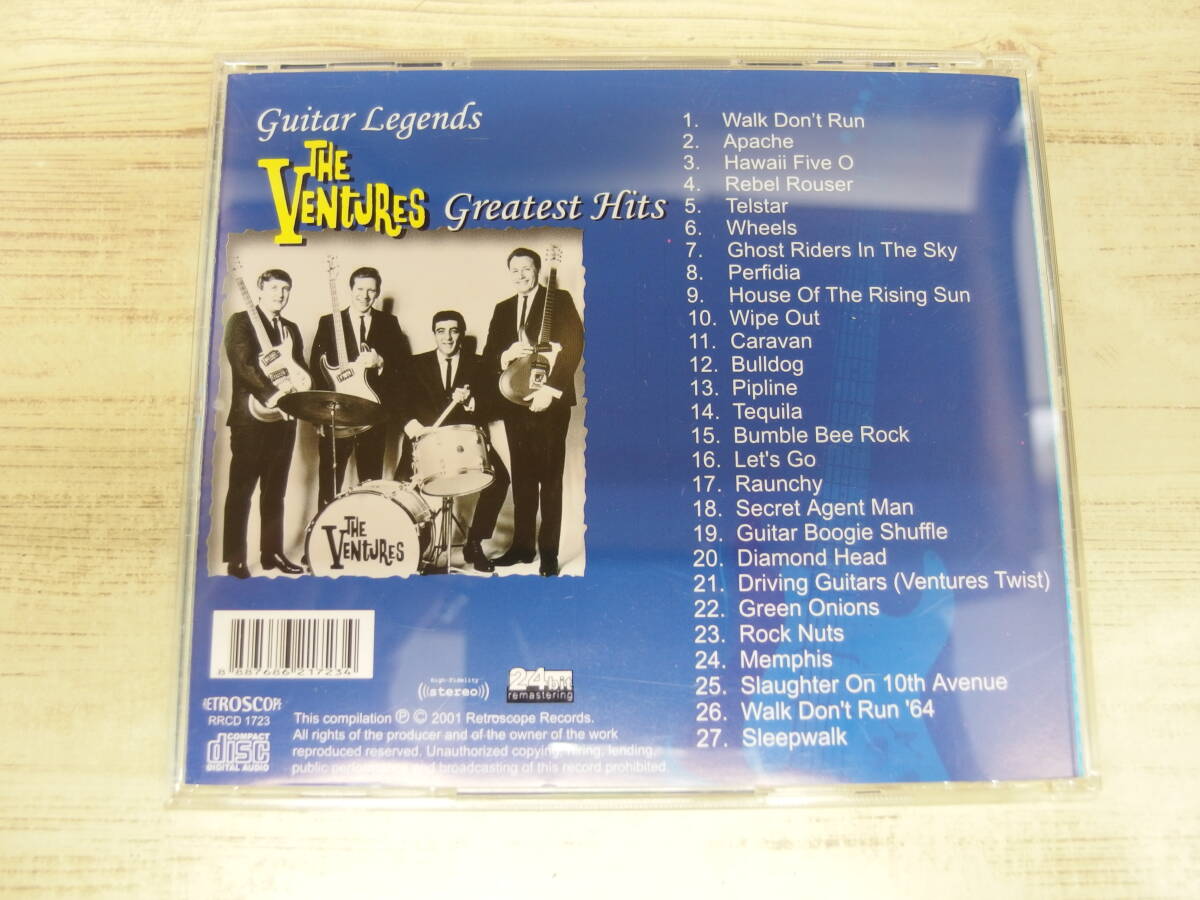 Guitar Legends
THE
VENTURES Greatest Hits
THE
VENTURES
1. Walk Don't Run
2. Apache
3. Hawaii Five O
4. Rebel Rouser
5. Telstar
6. Wheels
7. Ghost Riders In The Sky
8. Perfidia
9. House Of The Rising Sun
10. Wipe Out
11. Caravan
12. Bulldog
13. Pipline
14. Tequila
15. Bumble Bee Rock
16. Let's Go
17. Raunchy
18. Secret Agent Man
19. Guitar Boogie Shuffle
20. Diamond Head
21. Driving Guitars (Ventures Twist)
22. Green Onions
23. Rock Nuts
24. Memphis
25. Slaughter On 10th Avenue
26. Walk Don't Run '64
27. Sleepwalk
8 887686 217234
High-Fidelity
((stereo))
24-bit
remastering
RETROSCOPE
RRCD 1723
COMPACT
disc
DIGITAL AUDIO
This compilation ℗ © 2001 Retroscope Records.
All rights of the producer and of the owner of the work
reproduced reserved. Unauthorized copying, hiring, lending,
public performance and broadcasting of this record prohibited.